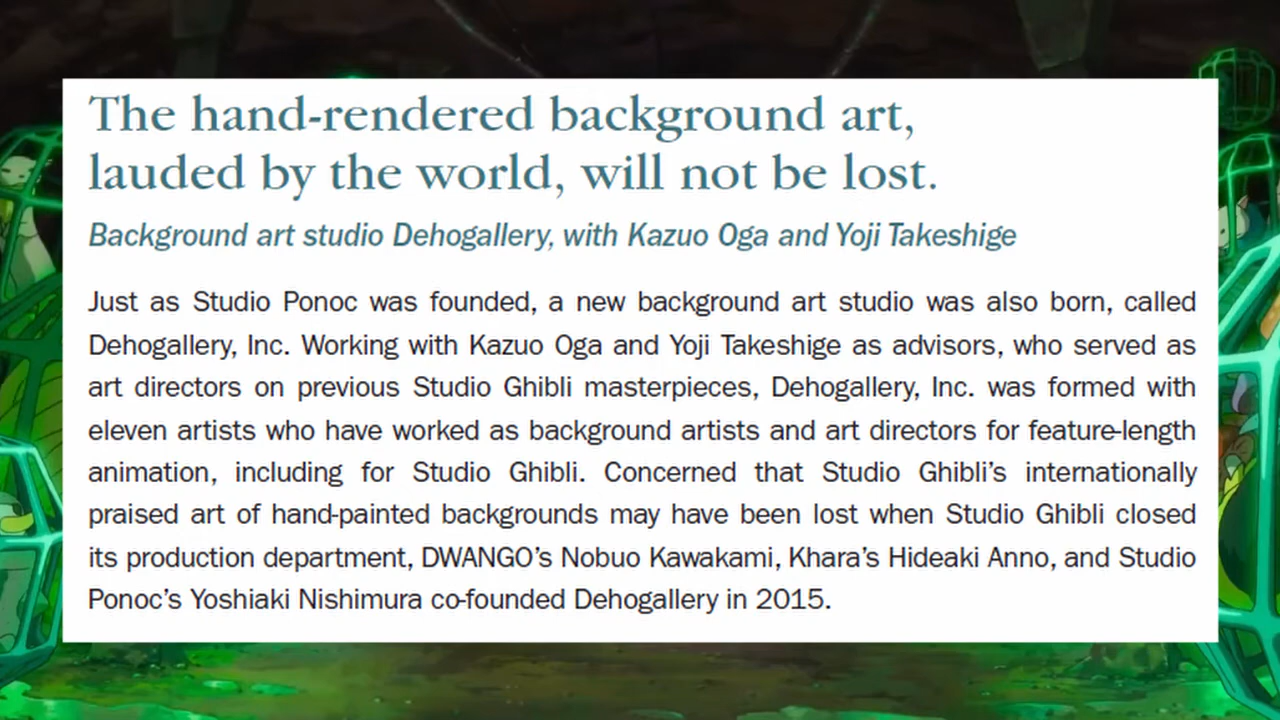 The hand-rendered background art,
lauded by the world, will not be lost.
Background art studio Dehogallery, with Kazuo Oga and Yoji Takeshige
Just as Studio Ponoc was founded, a new background art studio was also born, called
Dehogallery, Inc. Working with Kazuo Oga and Yoji Takeshige as advisors, who served as
art directors on previous Studio Ghibli masterpieces, Dehogallery, Inc. was formed with
eleven artists who have worked as background artists and art directors for feature-length
animation, including for Studio Ghibli. Concerned that Studio Ghibli’s internationally
praised art of hand-painted backgrounds may have been lost when Studio Ghibli closed
its production department, DWANGO’s Nobuo Kawakami, Khara’s Hideaki Anno, and Studio
Ponoc’s Yoshiaki Nishimura co-founded Dehogallery in 2015.